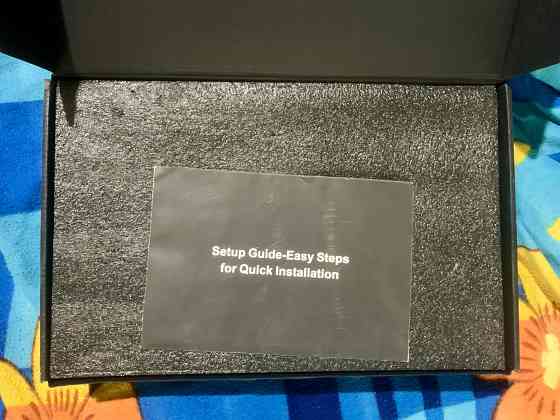 Setup Guide-Easy Steps
for Quick Installation